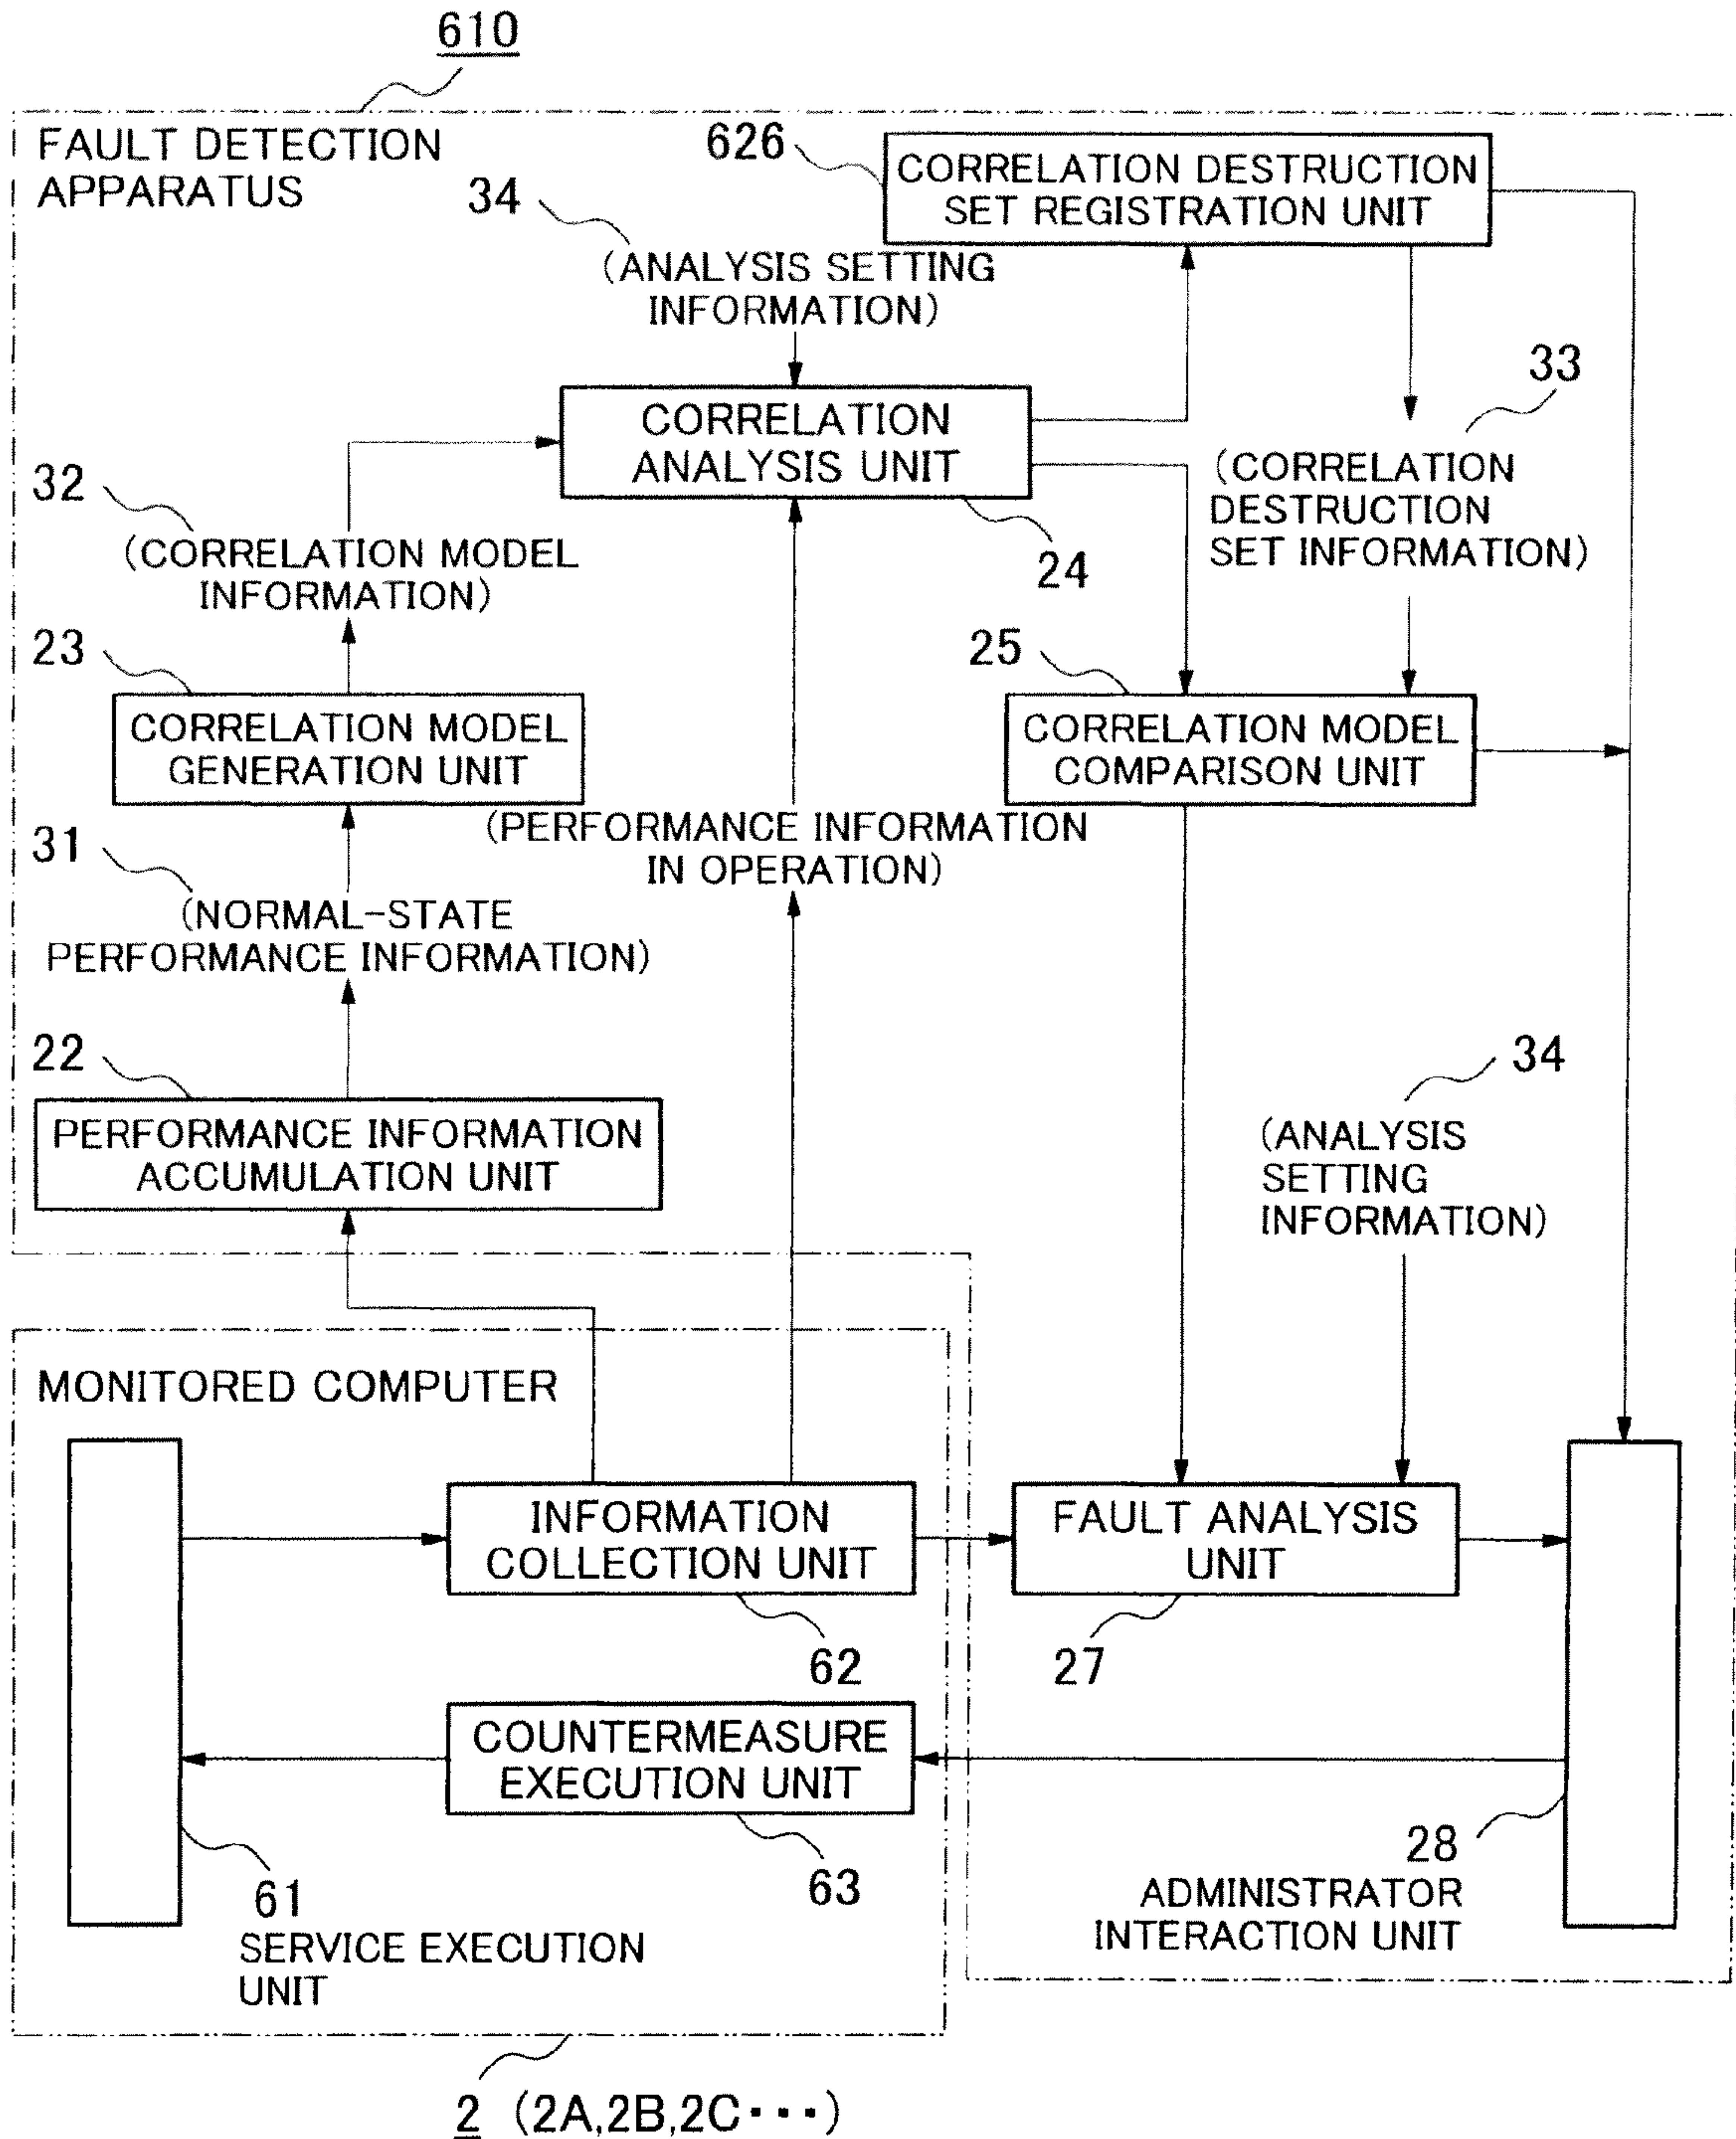 610
FAULT DETECTION
APPARATUS
626
CORRELATION DESTRUCTION
SET REGISTRATION UNIT
34
(ANALYSIS SETTING
INFORMATION)
33
CORRELATION
ANALYSIS UNIT
24
(CORRELATION
DESTRUCTION
SET INFORMATION)
32
(CORRELATION MODEL
INFORMATION)
23
CORRELATION MODEL
GENERATION UNIT
25
CORRELATION MODEL
COMPARISON UNIT
(PERFORMANCE INFORMATION
IN OPERATION)
31
(NORMAL-STATE
PERFORMANCE INFORMATION)
22
PERFORMANCE INFORMATION
ACCUMULATION UNIT
34
(ANALYSIS
SETTING
INFORMATION)
MONITORED COMPUTER
INFORMATION
COLLECTION UNIT
62
FAULT ANALYSIS
UNIT
27
COUNTERMEASURE
EXECUTION UNIT
63
61
SERVICE EXECUTION
UNIT
28
ADMINISTRATOR
INTERACTION UNIT
2 (2A,2B,2C···)